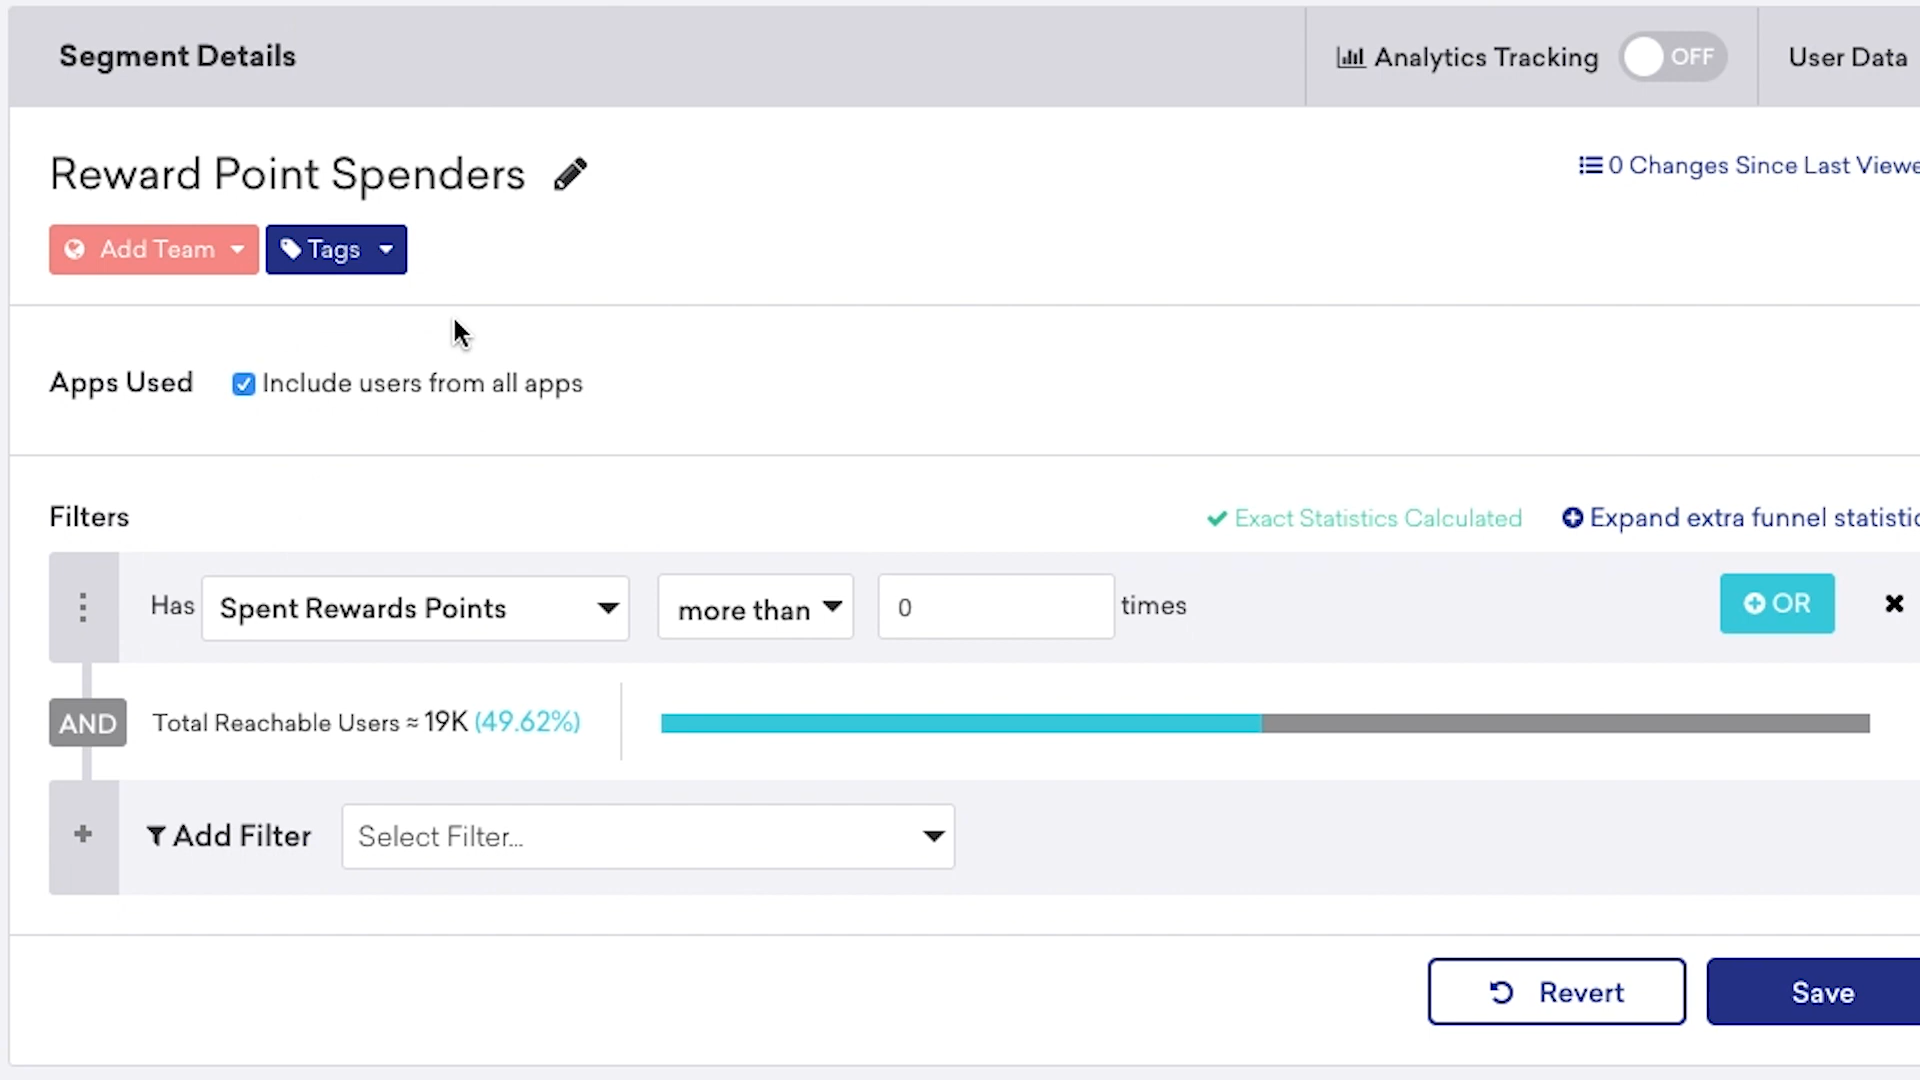 Segment Details
Analytics Tracking OFF
User Data
Reward Point Spenders
0 Changes Since Last Viewe
Add Team
Tags
Apps Used
Include users from all apps
Filters
Exact Statistics Calculated
Expand extra funnel statistic
Has Spent Rewards Points more than 0 times
OR
AND
Total Reachable Users ≈ 19K (49.62%)
Add Filter
Select Filter...
Revert
Save